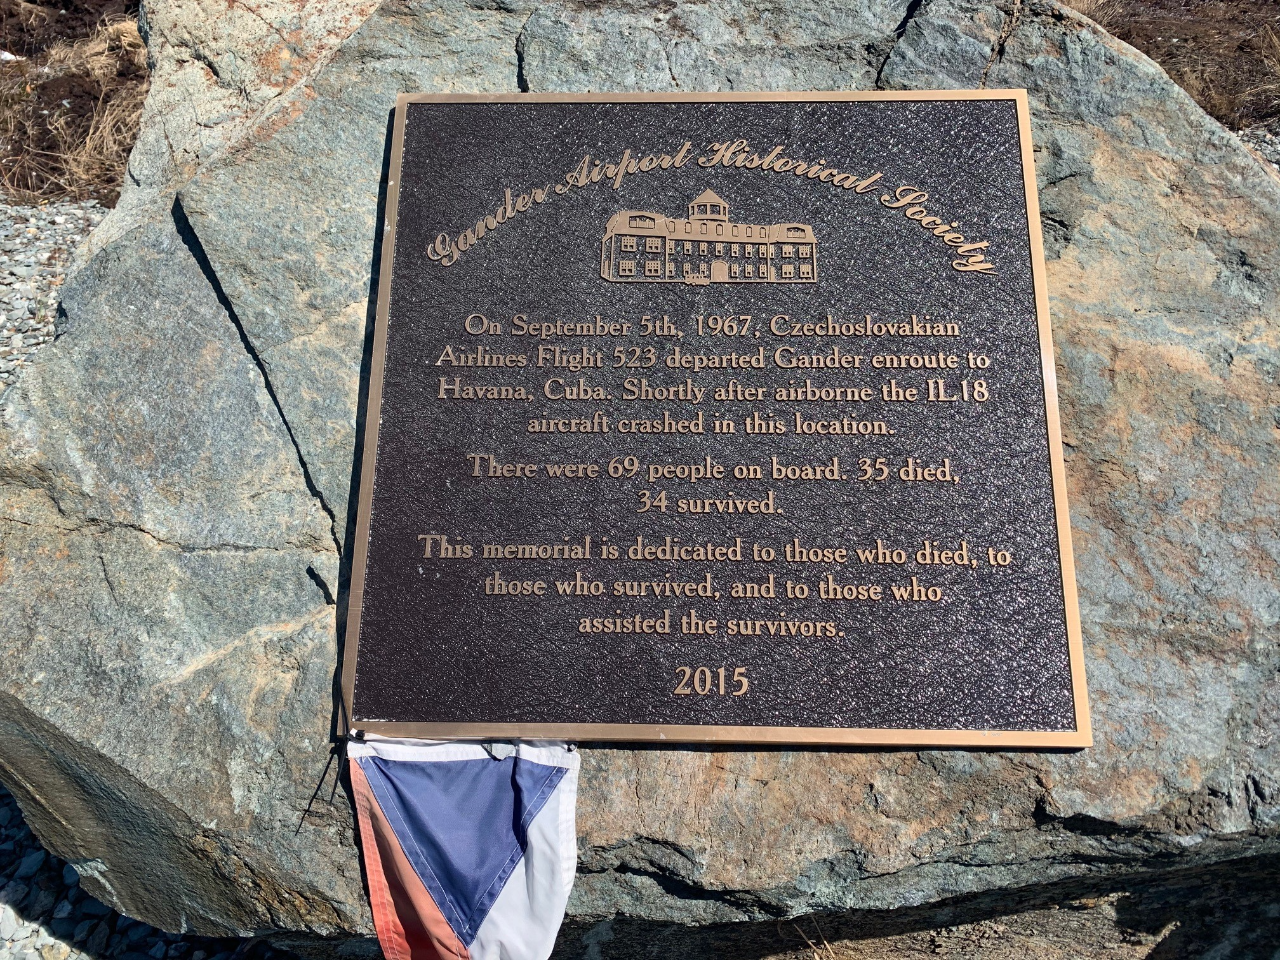 Gander Airport Historical Society
On September 5th, 1967, Czechoslovakian
Airlines Flight 523 departed Gander enroute to
Havana, Cuba. Shortly after airborne the IL18
aircraft crashed in this location.
There were 69 people on board. 35 died,
34 survived.
This memorial is dedicated to those who died, to
those who survived, and to those who
assisted the survivors.
2015